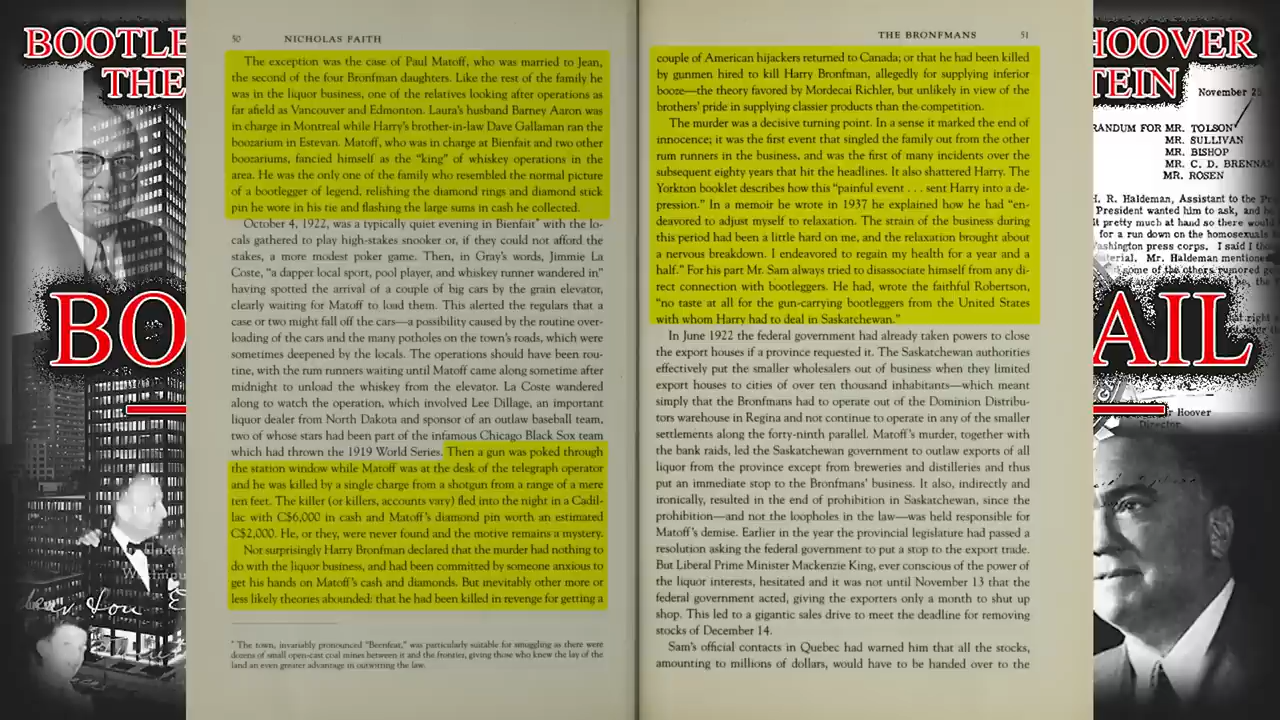 BOOTLE
THE
BO
50 NICHOLAS FAITH
The exception was the case of Paul Matoff, who was married to Jean,
the second of the four Bronfman daughters. Like the rest of the family he
was in the liquor business, one of the relatives looking after operations as
far afield as Vancouver and Edmonton. Laura's husband Barney Aaron was
in charge in Montreal while Harry's brother-in-law Dave Gallaman ran the
boozarium in Estevan. Matoff, who was in charge at Bienfait and two other
boozariums, fancied himself as the "king" of whiskey operations in the
area. He was the only one of the family who resembled the normal picture
of a bootlegger of legend, relishing the diamond rings and diamond stick
pin he wore in his tie and flashing the large sums in cash he collected.
October 4, 1922, was a typically quiet evening in Bienfait* with the lo-
cals gathered to play high-stakes snooker or, if they could not afford the
stakes, a more modest poker game. Then, in Gray's words, Jimmie La
Coste, "a dapper local sport, pool player, and whiskey runner wandered in"
having spotted the arrival of a couple of big cars by the grain elevator,
clearly waiting for Matoff to load them. This alerted the regulars that a
case or two might fall off the cars—a possibility caused by the routine over-
loading of the cars and the many potholes on the town's roads, which were
sometimes deepened by the locals. The operations should have been rou-
tine, with the rum runners waiting until Matoff came along sometime after
midnight to unload the whiskey from the elevator. La Coste wandered
along to watch the operation, which involved Lee Dillage, an important
liquor dealer from North Dakota and sponsor of an outlaw baseball team,
two of whose stars had been part of the infamous Chicago Black Sox team
which had thrown the 1919 World Series. Then a gun was poked through
the station window while Matoff was at the desk of the telegraph operator
and he was killed by a single charge from a shotgun from a range of a mere
ten feet. The killer (or killers, accounts vary) fled into the night in a Cadil-
lac with C$6,000 in cash and Matoff's diamond pin worth an estimated
C$2,000. He, or they, were never found and the motive remains a mystery.
Not surprisingly Harry Bronfman declared that the murder had nothing to
do with the liquor business, and had been committed by someone anxious to
get his hands on Matoff's cash and diamonds. But inevitably other more or
less likely theories abounded: that he had been killed in revenge for getting a
* The town, invariably pronounced "Beenfait," was particularly suitable for smuggling as there were
dozens of small open-cast coal mines between it and the frontier, giving those who knew the lay of the
land an even greater advantage in outwitting the law.
THE BRONFMANS 51
couple of American hijackers returned to Canada; or that he had been killed
by gunmen hired to kill Harry Bronfman, allegedly for supplying inferior
booze—the theory favored by Mordecai Richler, but unlikely in view of the
brothers' pride in supplying classier products than the competition.
The murder was a decisive turning point. In a sense it marked the end of
innocence; it was the first event that singled the family out from the other
rum runners in the business, and was the first of many incidents over the
subsequent eighty years that hit the headlines. It also shattered Harry. The
Yorkton booklet describes how this "painful event . . . sent Harry into a de-
pression." In a memoir he wrote in 1937 he explained how he had "en-
deavored to adjust myself to relaxation. The strain of the business during
this period had been a little hard on me, and the relaxation brought about
a nervous breakdown. I endeavored to regain my health for a year and a
half." For his part Mr. Sam always tried to disassociate himself from any di-
rect connection with bootleggers. He had, wrote the faithful Robertson,
"no taste at all for the gun-carrying bootleggers from the United States
with whom Harry had to deal in Saskatchewan."
In June 1922 the federal government had already taken powers to close
the export houses if a province requested it. The Saskatchewan authorities
effectively put the smaller wholesalers out of business when they limited
export houses to cities of over ten thousand inhabitants—which meant
simply that the Bronfmans had to operate out of the Dominion Distribu-
tors warehouse in Regina and not continue to operate in any of the smaller
settlements along the forty-ninth parallel. Matoff's murder, together with
the bank raids, led the Saskatchewan government to outlaw exports of all
liquor from the province except from breweries and distilleries and thus
put an immediate stop to the Bronfmans' business. It also, indirectly and
ironically, resulted in the end of prohibition in Saskatchewan, since the
prohibition—and not the loopholes in the law—was held responsible for
Matoff's demise. Earlier in the year the provincial legislature had passed a
resolution asking the federal government to put a stop to the export trade.
But Liberal Prime Minister Mackenzie King, ever conscious of the power of
the liquor interests, hesitated and it was not until November 13 that the
federal government acted, giving the exporters only a month to shut up
shop. This led to a gigantic sales drive to meet the deadline for removing
stocks of December 14.
Sam's official contacts in Quebec had warned him that all the stocks,
amounting to millions of dollars, would have to be handed over to the
HOOVER
TEIN
November 25
RANDUM FOR MR. TOLSON
MR. SULLIVAN
MR. BISHOP
MR. C. D. BRENNA
MR. ROSEN
H. R. Haldeman, Assistant to the
President wanted him to ask, and
pretty much at hand so there would
for a run down on the homosexuals
ashington press corps. I said I
terial. Mr. Haldeman mentioned
some of the others rumored
AIL
Hoover
Director